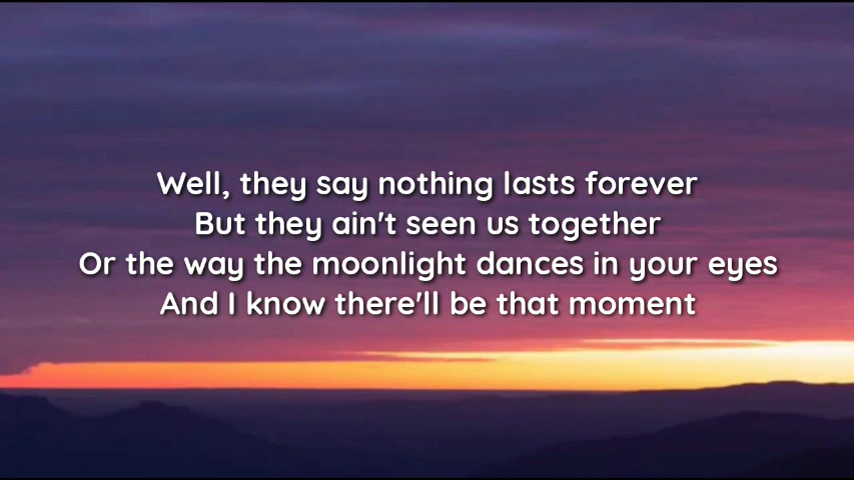 Well, they say nothing lasts forever
But they ain't seen us together
Or the way the moonlight dances in your eyes
And I know there'll be that moment